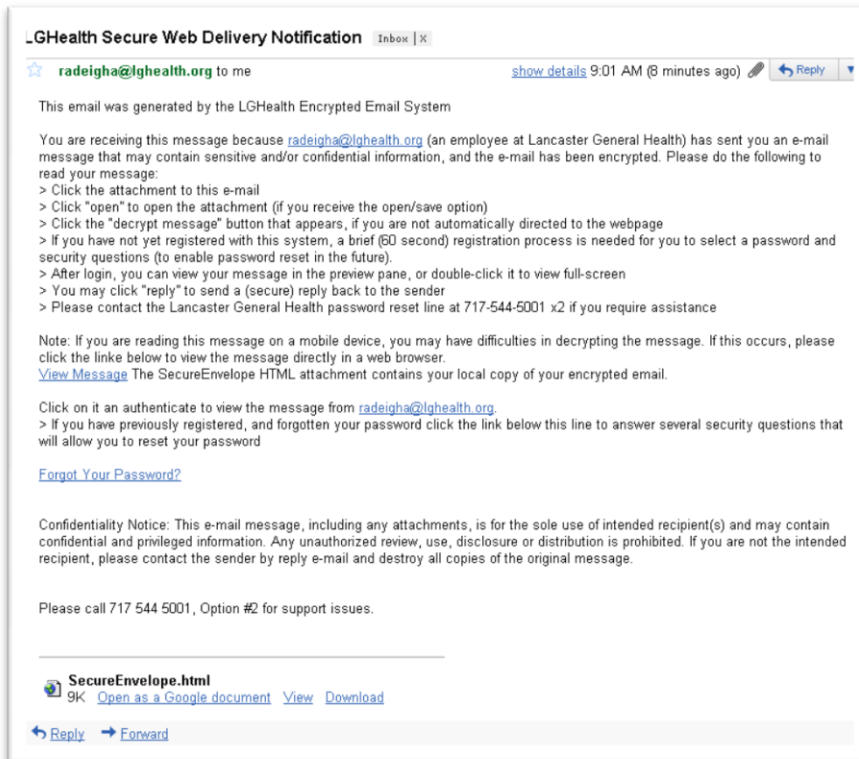 LGHealth Secure Web Delivery Notification Inbox | X
radeigha@lghealth.org to me show details 9:01 AM (8 minutes ago) Reply
This email was generated by the LGHealth Encrypted Email System
You are receiving this message because radeigha@lghealth.org (an employee at Lancaster General Health) has sent you an e-mail
message that may contain sensitive and/or confidential information, and the e-mail has been encrypted. Please do the following to
read your message:
> Click the attachment to this e-mail
> Click "open" to open the attachment (if you receive the open/save option)
> Click the "decrypt message" button that appears, if you are not automatically directed to the webpage
> If you have not yet registered with this system, a brief (60 second) registration process is needed for you to select a password and
security questions (to enable password reset in the future).
> After login, you can view your message in the preview pane, or double-click it to view full-screen
> You may click "reply" to send a (secure) reply back to the sender
> Please contact the Lancaster General Health password reset line at 717-544-5001 x2 if you require assistance
Note: If you are reading this message on a mobile device, you may have difficulties in decrypting the message. If this occurs, please
click the linke below to view the message directly in a web browser.
View Message The SecureEnvelope HTML attachment contains your local copy of your encrypted email.
Click on it an authenticate to view the message from radeigha@lghealth.org.
> If you have previously registered, and forgotten your password click the link below this line to answer several security questions that
will allow you to reset your password
Forgot Your Password?
Confidentiality Notice: This e-mail message, including any attachments, is for the sole use of intended recipient(s) and may contain
confidential and privileged information. Any unauthorized review, use, disclosure or distribution is prohibited. If you are not the intended
recipient, please contact the sender by reply e-mail and destroy all copies of the original message.
Please call 717 544 5001, Option #2 for support issues.
SecureEnvelope.html
9K Open as a Google document View Download
Reply Forward